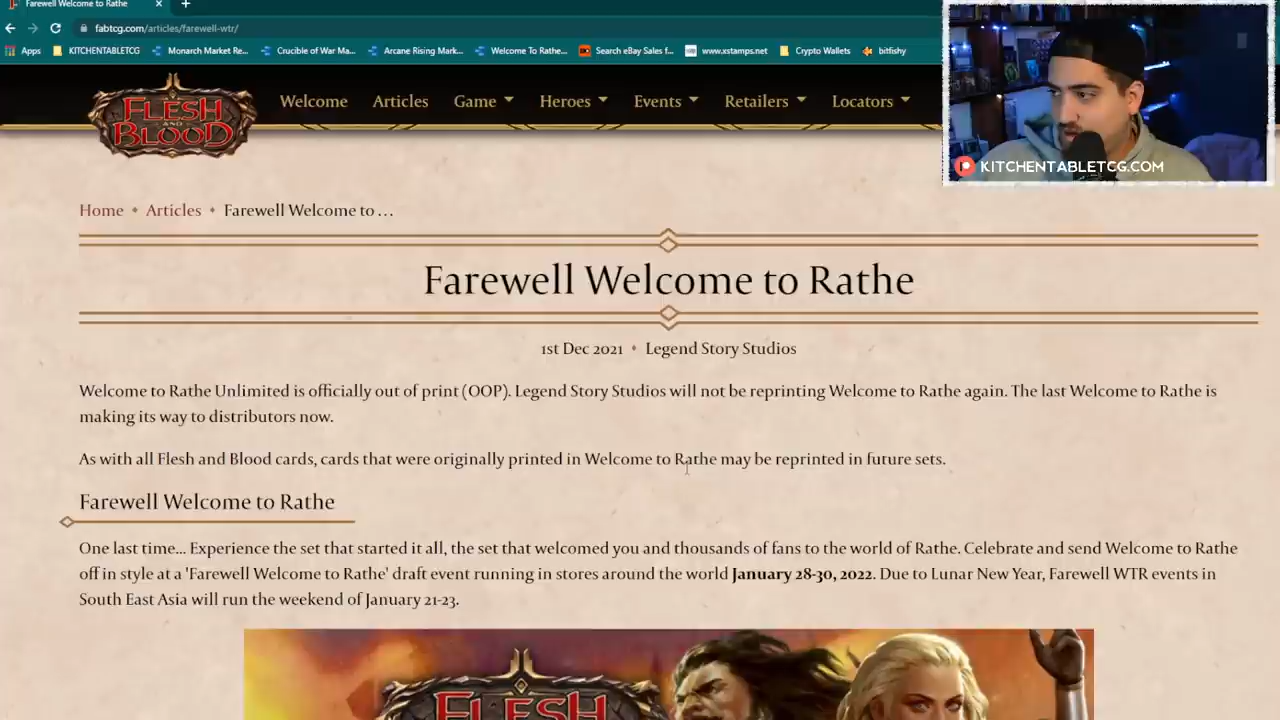 Farewell Welcome to Rathe
fabtcg.com/articles/farewell-wtr/
Apps KITCHENTABLETCG Monarch Market Re... Crucible of War Ma... Arcane Rising Mark... Welcome To Rathe... Search eBay Sales f... www.xstamps.net Crypto Wallets bitfishy
FLESH AND BLOOD
Welcome Articles Game Heroes Events Retailers Locators
KITCHENTABLETCG.COM
Home • Articles • Farewell Welcome to ...
Farewell Welcome to Rathe
1st Dec 2021 • Legend Story Studios
Welcome to Rathe Unlimited is officially out of print (OOP). Legend Story Studios will not be reprinting Welcome to Rathe again. The last Welcome to Rathe is
making its way to distributors now.
As with all Flesh and Blood cards, cards that were originally printed in Welcome to Rathe may be reprinted in future sets.
Farewell Welcome to Rathe
One last time... Experience the set that started it all, the set that welcomed you and thousands of fans to the world of Rathe. Celebrate and send Welcome to Rathe
off in style at a 'Farewell Welcome to Rathe' draft event running in stores around the world January 28-30, 2022. Due to Lunar New Year, Farewell WTR events in
South East Asia will run the weekend of January 21-23.
FLESH